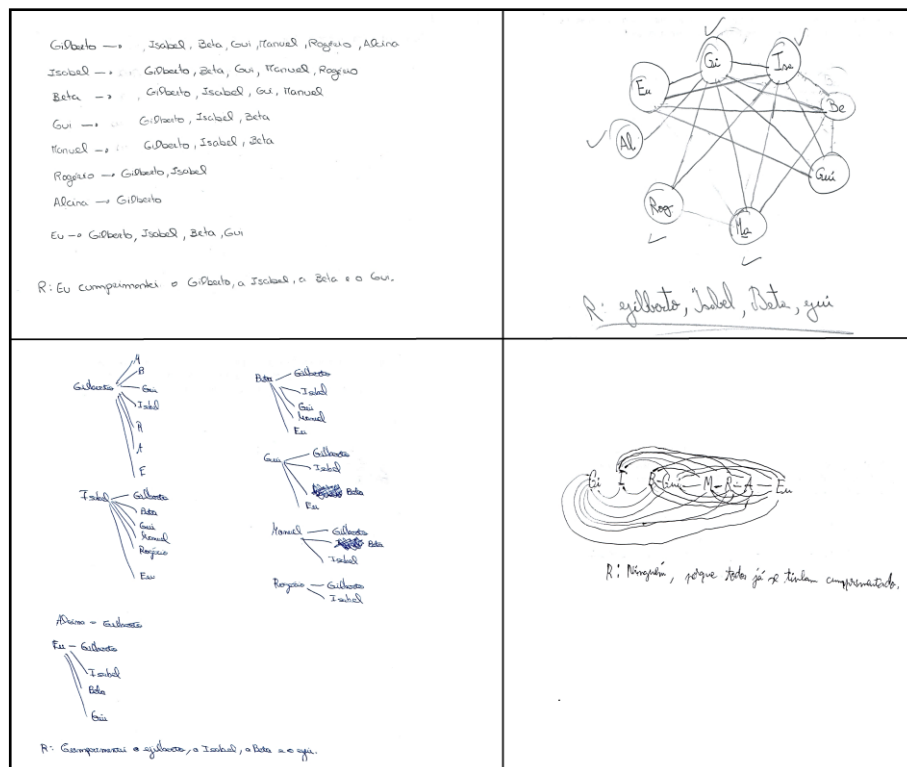 Gilberto → Isabel, Beta, Gui, Manuel, Rogério, Alcina
Isabel → Gilberto, Beta, Gui, Manuel, Rogério
Beta → Gilberto, Isabel, Gui, Manuel
Gui → Gilberto, Isabel, Beta
Manuel → Gilberto, Isabel, Beta
Rogério → Gilberto, Isabel
Alcina → Gilberto
Eu → Gilberto, Isabel, Beta, Gui
R: Eu cumprimentei o Gilberto, a Isabel, a Beta e o Gui.
Gi
Isa
Eu
Be
Al
Gui
Rog
Ma
R: Gilberto, Isabel, Beta, gui
Gilberto
M
B
Gui
Isabel
R
A
E
Isabel
Gilberto
Beta
Gui
Manuel
Rogério
Eu
Alcina - Gilberto
Eu - Gilberto
Isabel
Beta
Gui
Beta
Gilberto
Isabel
Gui
Manuel
Eu
Gui
Gilberto
Isabel
Beta
Eu
Manuel
Gilberto
Beta
Isabel
Rogério
Gilberto
Isabel
R: Comprimentei o gilberto, a Isabel, a Beta e o gui.
Gi I B - Gui - M - R - A - Eu
R: Ninguém, porque todos já se tinham cumprimentado.